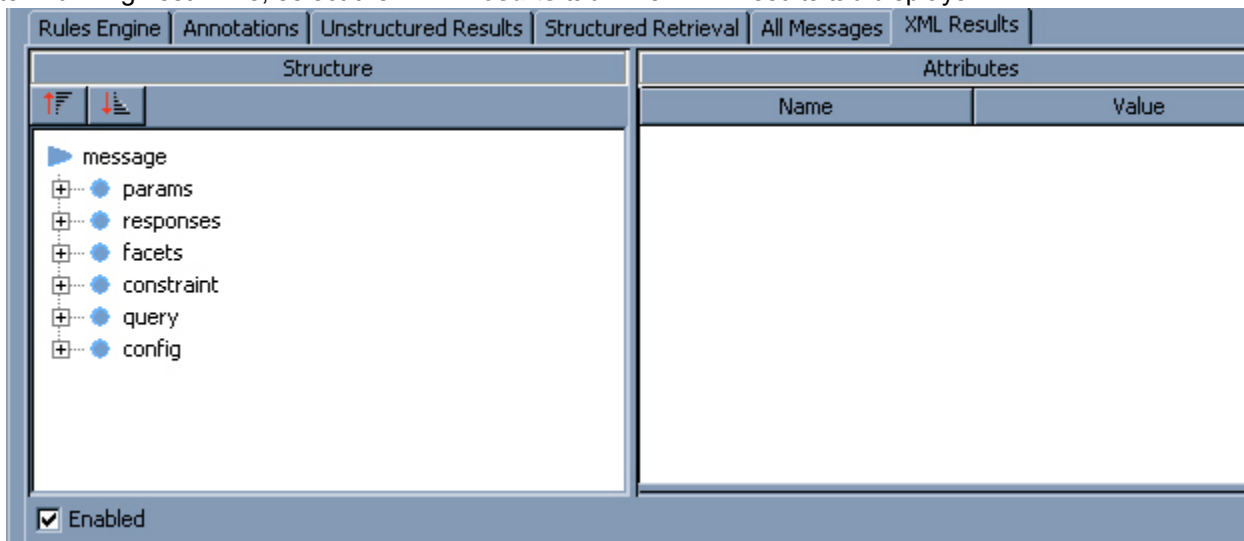 Rules Engine Annotations Unstructured Results Structured Retrieval All Messages XML Results
Structure Attributes
Name Value
message
params
responses
facets
constraint
query
config
Enabled